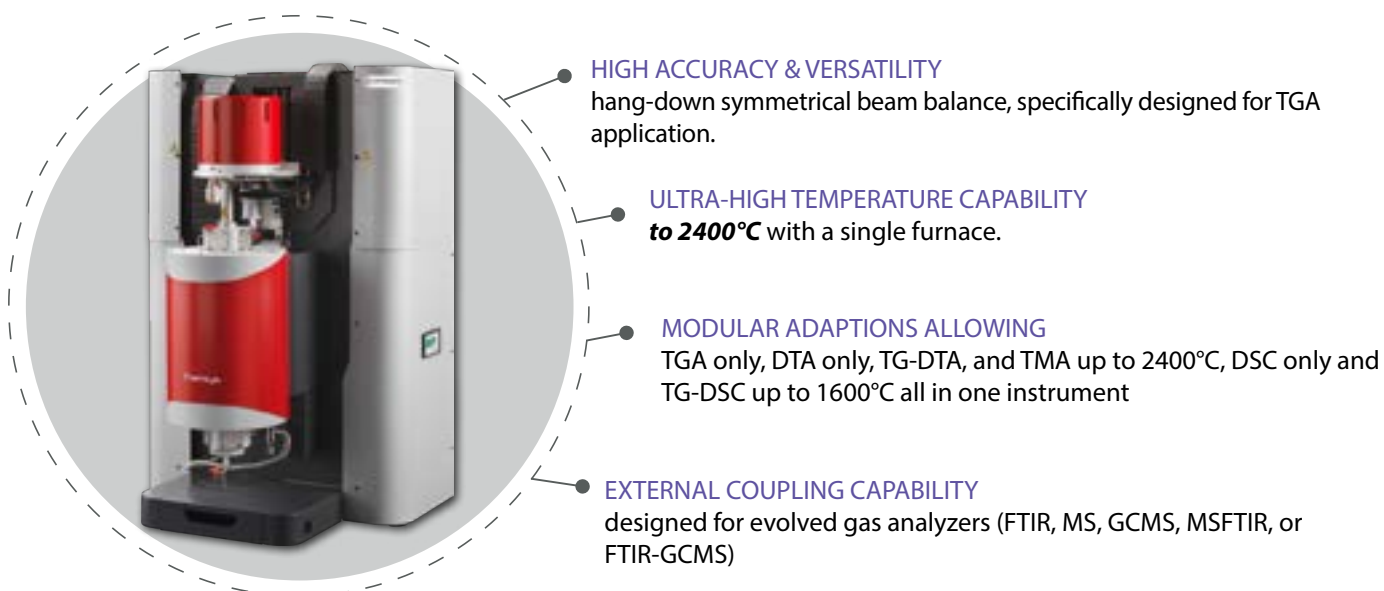 HIGH ACCURACY & VERSATILITY
hang-down symmetrical beam balance, specifically designed for TGA
application.
ULTRA-HIGH TEMPERATURE CAPABILITY
to 2400°C with a single furnace.
MODULAR ADAPTIONS ALLOWING
TGA only, DTA only, TG-DTA, and TMA up to 2400°C, DSC only and
TG-DSC up to 1600°C all in one instrument
EXTERNAL COUPLING CAPABILITY
designed for evolved gas analyzers (FTIR, MS, GCMS, MSFTIR, or
FTIR-GCMS)